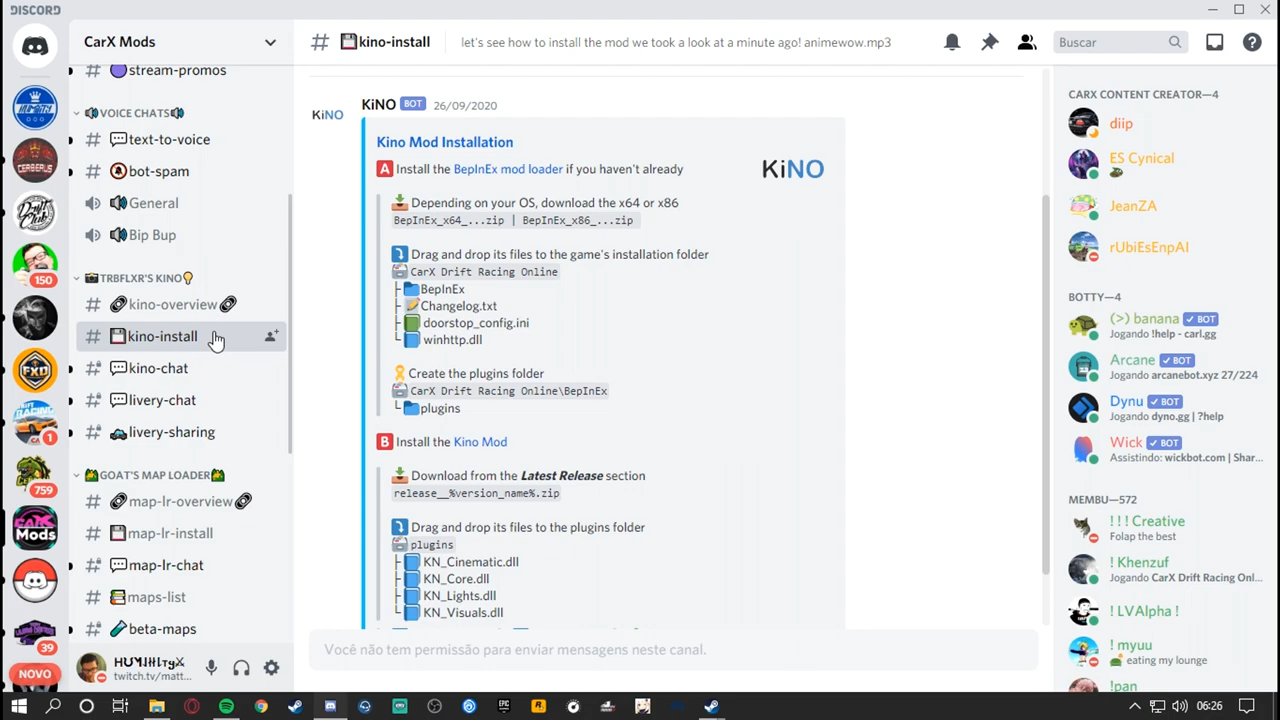 DISCORD
CarX Mods
stream-promos
VOICE CHATS
text-to-voice
bot-spam
General
Bip Bup
TRBFLXR'S KINO
kino-overview
kino-install
kino-chat
livery-chat
livery-sharing
GOAT'S MAP LOADER
map-lr-overview
map-lr-install
map-lr-chat
maps-list
beta-maps
twitch.tv/matt...
150
1
759
Mods
39
NOVO
kino-install
let's see how to install the mod we took a look at a minute ago! animewow.mp3
Buscar
KiNO
KiNO BOT 26/09/2020
Kino Mod Installation
KiNO
A Install the BepInEx mod loader if you haven't already
Depending on your OS, download the x64 or x86
BepInEx_x64_...zip | BepInEx_x86_...zip
Drag and drop its files to the game's installation folder
CarX Drift Racing Online
BepInEx
Changelog.txt
doorstop_config.ini
winhttp.dll
Create the plugins folder
CarX Drift Racing Online\BepInEx
plugins
B Install the Kino Mod
Download from the Latest Release section
release__%version_name%.zip
Drag and drop its files to the plugins folder
plugins
KN_Cinematic.dll
KN_Core.dll
KN_Lights.dll
KN_Visuals.dll
Você não tem permissão para enviar mensagens neste canal.
CARX CONTENT CREATOR—4
diip
ES Cynical
JeanZA
rUbiEsEnpAI
BOTTY—4
(>) banana BOT
Jogando !help - carl.gg
Arcane BOT
Jogando arcanebot.xyz 27/224
Dynu BOT
Jogando dyno.gg | ?help
Wick BOT
Assistindo: wickbot.com | Shar...
MEMBU—572
! ! ! Creative
Folap the best
! Khenzuf
Jogando CarX Drift Racing Onl...
! LVAlpha !
! myuu
eating my lounge
!pan
06:26